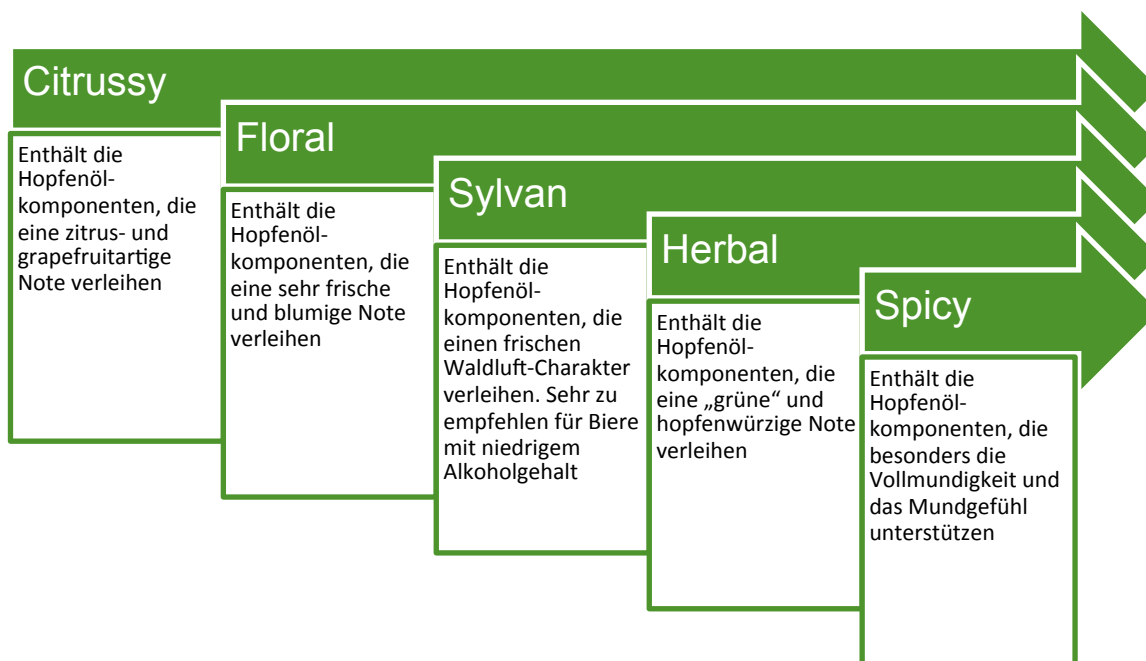 Citrussy
Enthält die
Hopfenöl-
komponenten, die
eine zitrus- und
grapefruitartige
Note verleihen
Floral
Enthält die
Hopfenöl-
komponenten, die
eine sehr frische
und blumige Note
verleihen
Sylvan
Enthält die
Hopfenöl-
komponenten, die
einen frischen
Waldluft-Charakter
verleihen. Sehr zu
empfehlen für Biere
mit niedrigem
Alkoholgehalt
Herbal
Enthält die
Hopfenöl-
komponenten, die
eine „grüne“ und
hopfenwürzige Note
verleihen
Spicy
Enthält die
Hopfenöl-
komponenten, die
besonders die
Vollmundigkeit und
das Mundgefühl
unterstützen